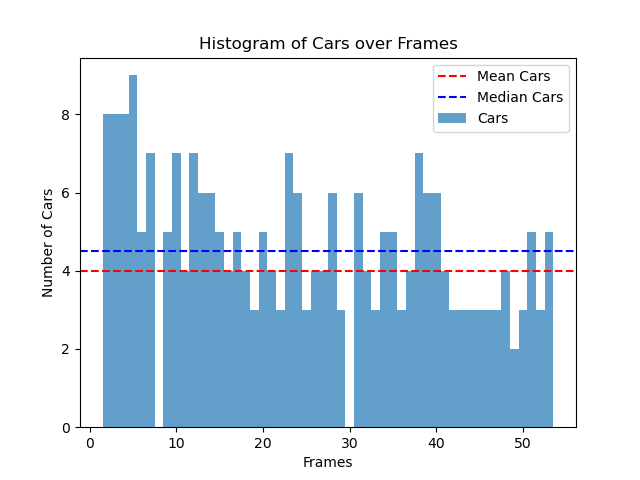 Histogram of Cars over Frames
Mean Cars
Median Cars
Cars
Number of Cars
8
6
4
2
0
0 10 20 30 40 50
Frames